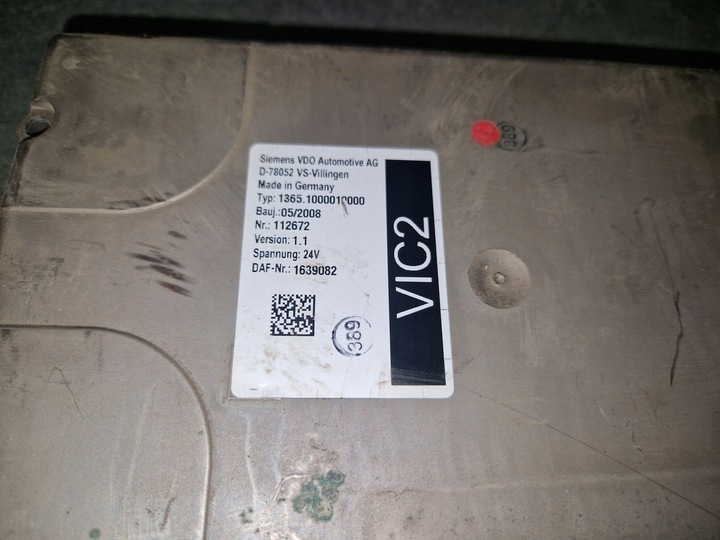 Siemens VDO Automotive AG
D-78052 VS-Villingen
Made in Germany
Typ: 1365.1000010000
Bauj.:05/2008
Nr.: 112672
Version: 1.1
Spannung: 24V
DAF-Nr.: 1639082
VIC2
389
389